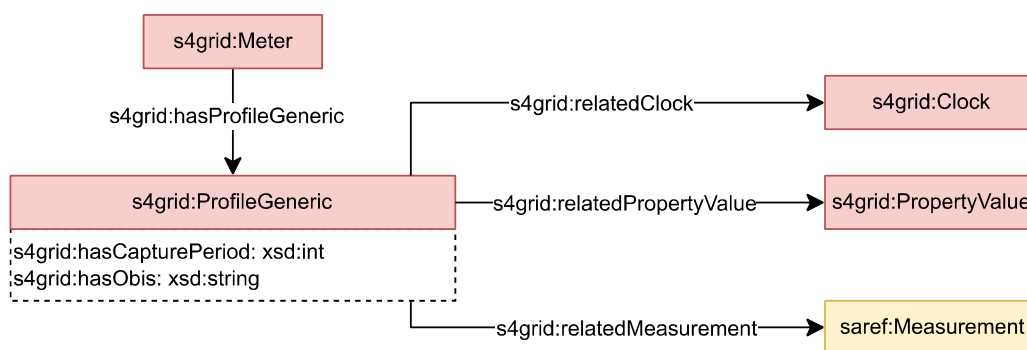 s4grid:Meter
s4grid:hasProfileGeneric
s4grid:relatedClock
s4grid:Clock
s4grid:ProfileGeneric
s4grid:relatedPropertyValue
s4grid:PropertyValue
s4grid:hasCapturePeriod: xsd:int
s4grid:hasObis: xsd:string
s4grid:relatedMeasurement
saref:Measurement